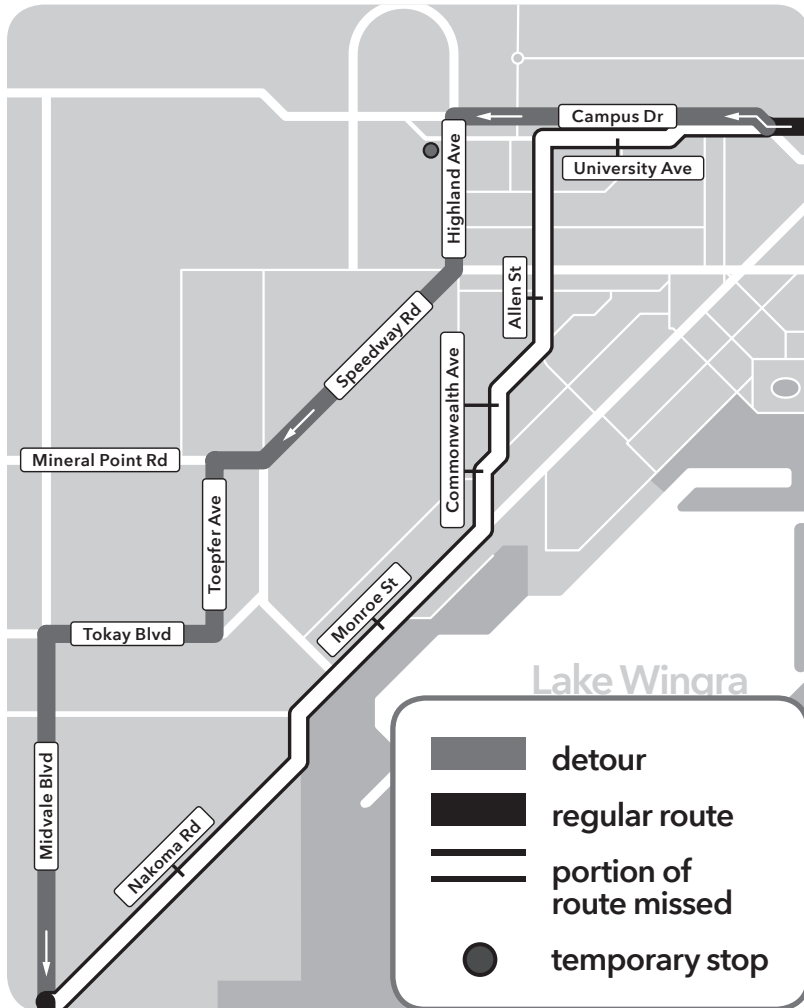 Campus Dr
University Ave
Highland Ave
Allen St
Speedway Rd
Commonwealth Ave
Mineral Point Rd
Toepfer Ave
Monroe St
Tokay Blvd
Lake Wingra
Midvale Blvd
Nakoma Rd
detour
regular route
portion of
route missed
temporary stop